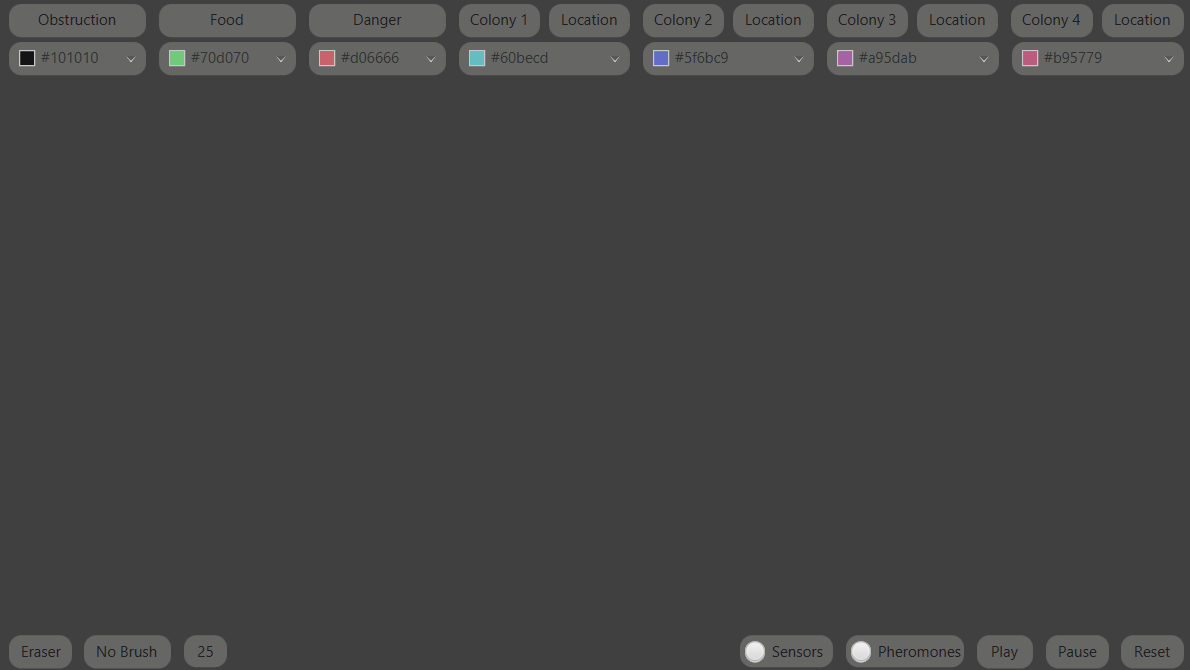 Obstruction Food Danger Colony 1 Location Colony 2 Location Colony 3 Location Colony 4 Location
#101010 #70d070 #d06666 #60becd #5f6bc9 #a95dab #b95779
Eraser No Brush 25 Sensors Pheromones Play Pause Reset